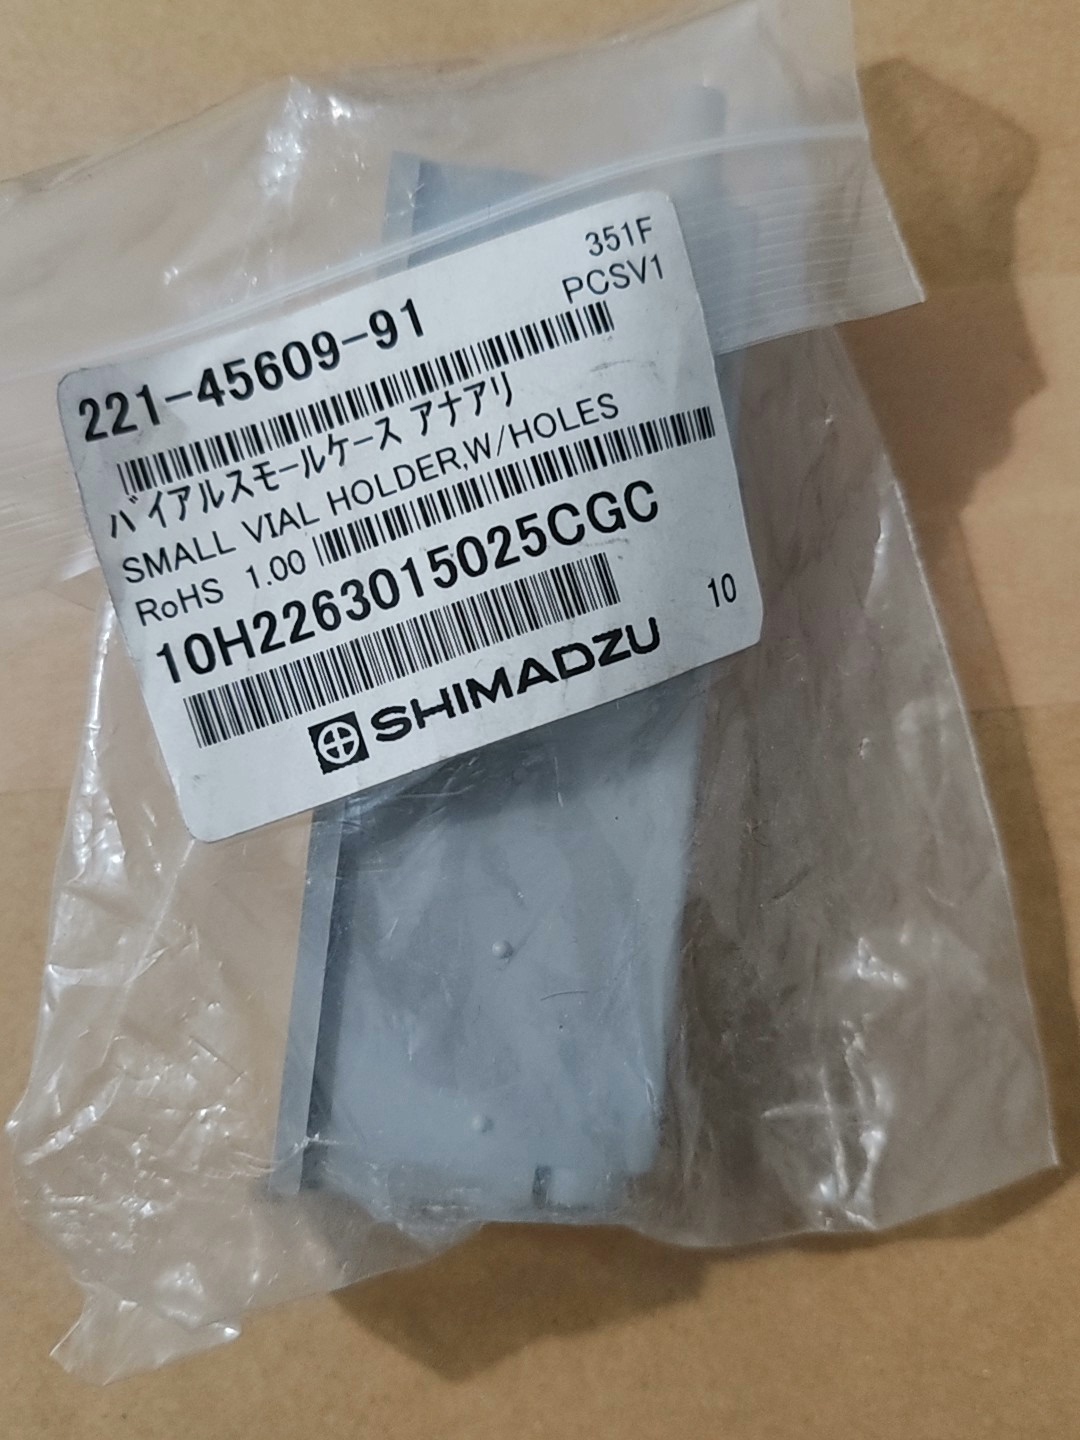 351F
PCSV1
221-45609-91
バイアルスモールケース アナアリ
SMALL VIAL HOLDER,W/HOLES
RoHS 1.00
10H2263015025CGC
10
SHIMADZU